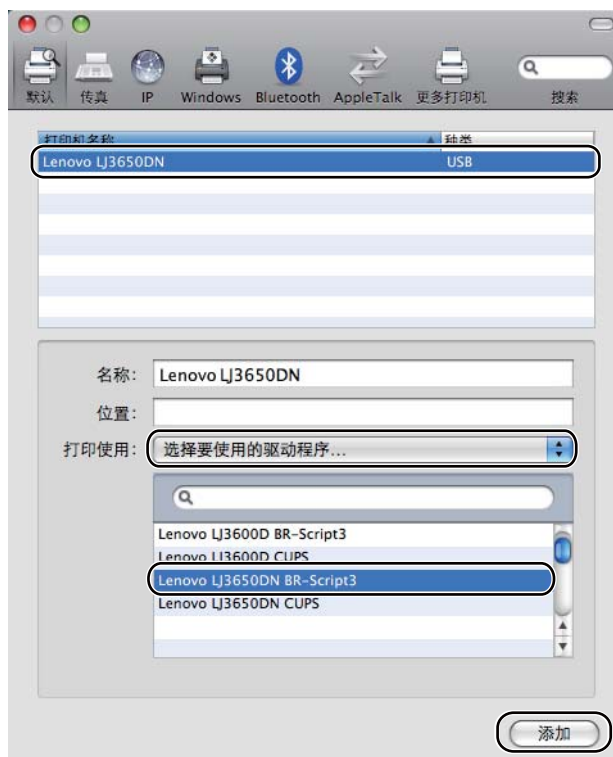 默认 传真 IP Windows Bluetooth AppleTalk 更多打印机 搜索
打印机名称 种类
Lenovo LJ3650DN USB
名称: Lenovo LJ3650DN
位置:
打印使用: 选择要使用的驱动程序...
Lenovo LJ3600D BR-Script3
Lenovo LJ3600D CUPS
Lenovo LJ3650DN BR-Script3
Lenovo LJ3650DN CUPS
添加